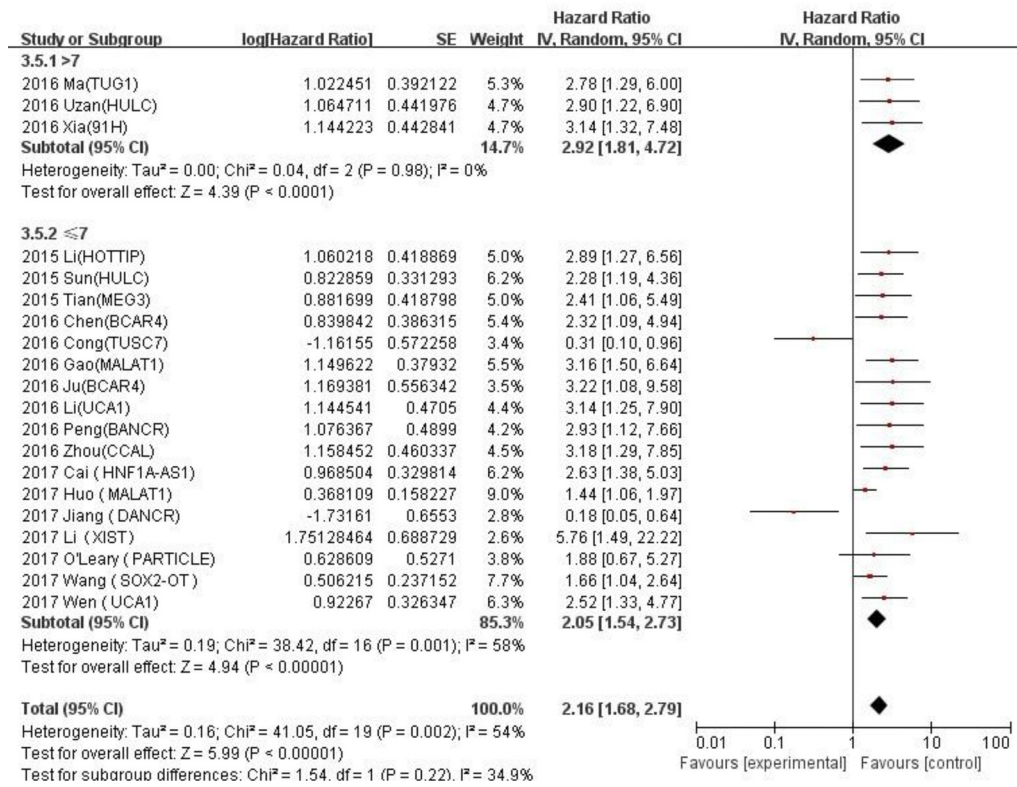 Hazard Ratio Hazard Ratio
Study or Subgroup log[Hazard Ratio] SE Weight IV, Random, 95% CI IV, Random, 95% CI
3.5.1 >7
2016 Ma(TUG1) 1.022451 0.392122 5.3% 2.78 [1.29, 6.00]
2016 Uzan(HULC) 1.064711 0.441976 4.7% 2.90 [1.22, 6.90]
2016 Xia(91H) 1.144223 0.442841 4.7% 3.14 [1.32, 7.48]
Subtotal (95% CI) 14.7% 2.92 [1.81, 4.72]
Heterogeneity: Tau² = 0.00; Chi² = 0.04, df = 2 (P = 0.98); I² = 0%
Test for overall effect: Z = 4.39 (P < 0.0001)
3.5.2 ≤7
2015 Li(HOTTIP) 1.060218 0.418869 5.0% 2.89 [1.27, 6.56]
2015 Sun(HULC) 0.822859 0.331293 6.2% 2.28 [1.19, 4.36]
2015 Tian(MEG3) 0.881699 0.418798 5.0% 2.41 [1.06, 5.49]
2016 Chen(BCAR4) 0.839842 0.386315 5.4% 2.32 [1.09, 4.94]
2016 Cong(TUSC7) -1.16155 0.572258 3.4% 0.31 [0.10, 0.96]
2016 Gao(MALAT1) 1.149622 0.37932 5.5% 3.16 [1.50, 6.64]
2016 Ju(BCAR4) 1.169381 0.556342 3.5% 3.22 [1.08, 9.58]
2016 Li(UCA1) 1.144541 0.4705 4.4% 3.14 [1.25, 7.90]
2016 Peng(BANCR) 1.076367 0.4899 4.2% 2.93 [1.12, 7.66]
2016 Zhou(CCAL) 1.158452 0.460337 4.5% 3.18 [1.29, 7.85]
2017 Cai ( HNF1A-AS1) 0.968504 0.329814 6.2% 2.63 [1.38, 5.03]
2017 Huo ( MALAT1) 0.368109 0.158227 9.0% 1.44 [1.06, 1.97]
2017 Jiang ( DANCR) -1.73161 0.6553 2.8% 0.18 [0.05, 0.64]
2017 Li ( XIST) 1.75128464 0.688729 2.6% 5.76 [1.49, 22.22]
2017 O'Leary ( PARTICLE) 0.628609 0.5271 3.8% 1.88 [0.67, 5.27]
2017 Wang ( SOX2-OT ) 0.506215 0.237152 7.7% 1.66 [1.04, 2.64]
2017 Wen ( UCA1) 0.92267 0.326347 6.3% 2.52 [1.33, 4.77]
Subtotal (95% CI) 85.3% 2.05 [1.54, 2.73]
Heterogeneity: Tau² = 0.19; Chi² = 38.42, df = 16 (P = 0.001); I² = 58%
Test for overall effect: Z = 4.94 (P < 0.00001)
Total (95% CI) 100.0% 2.16 [1.68, 2.79]
Heterogeneity: Tau² = 0.16; Chi² = 41.05, df = 19 (P = 0.002); I² = 54%
Test for overall effect: Z = 5.99 (P < 0.00001)
Test for subgroup differences: Chi² = 1.54, df = 1 (P = 0.22), I² = 34.9%
0.01 0.1 1 10 100
Favours [experimental] Favours [control]